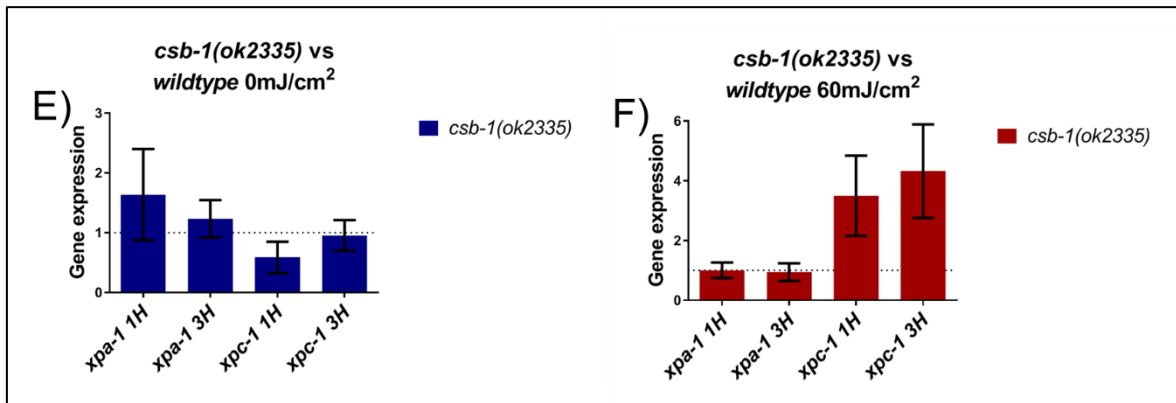 E)
csb-1(ok2335) vs
wildtype 0mJ/cm²
csb-1(ok2335)
Gene expression
3
2
1
0
xpa-1 1H
xpa-1 3H
xpc-1 1H
xpc-1 3H
F)
csb-1(ok2335) vs
wildtype 60mJ/cm²
csb-1(ok2335)
Gene expression
6
4
2
0
xpa-1 1H
xpa-1 3H
xpc-1 1H
xpc-1 3H